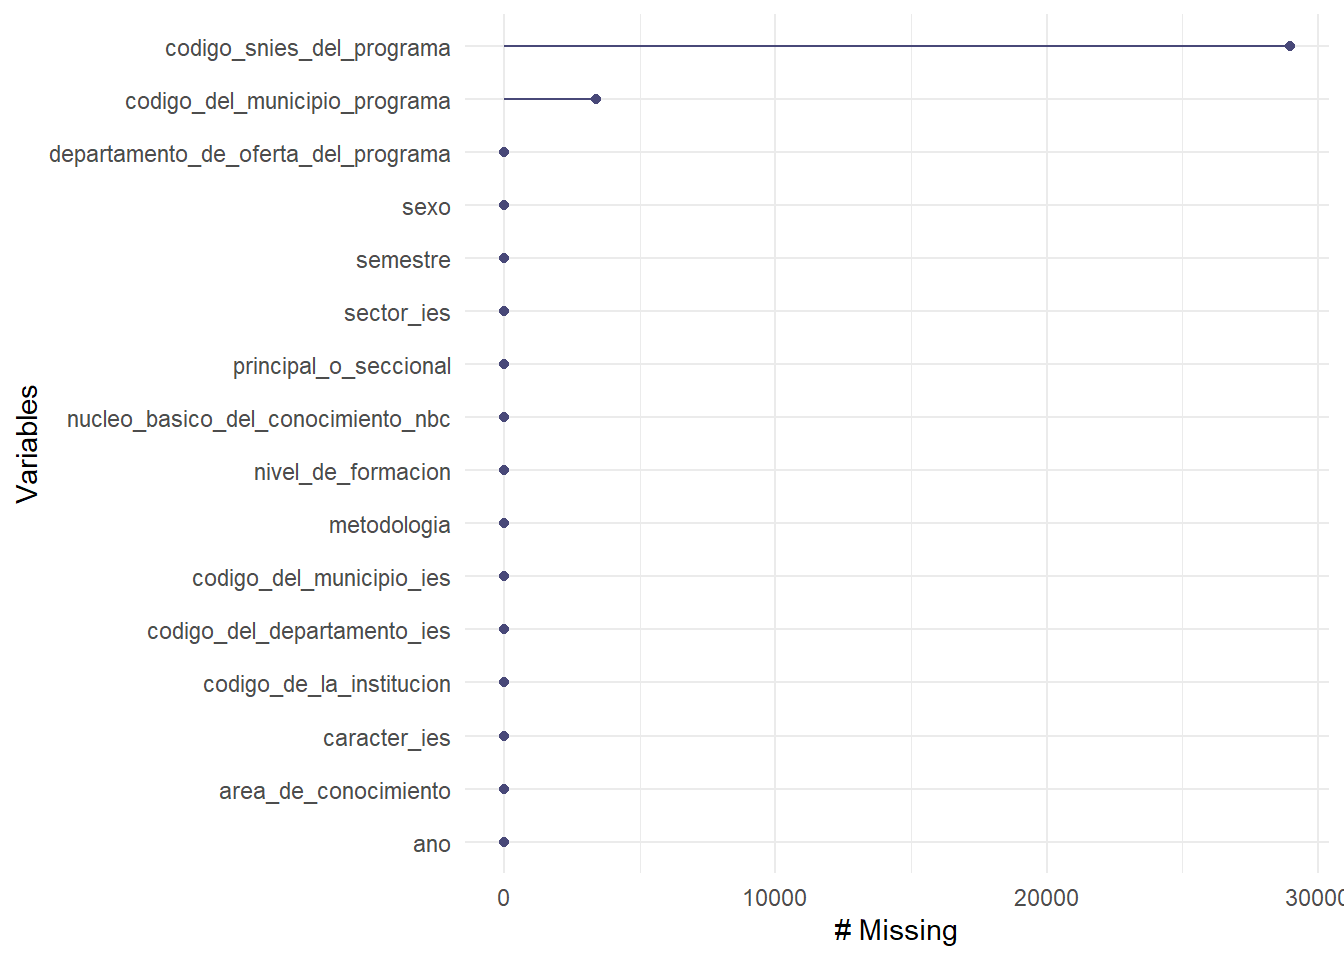 codigo_snies_del_programa
codigo_del_municipio_programa
departamento_de_oferta_del_programa
sexo
semestre
sector_ies
principal_o_seccional
nucleo_basico_del_conocimiento_nbc
nivel_de_formacion
metodologia
codigo_del_municipio_ies
codigo_del_departamento_ies
codigo_de_la_institucion
caracter_ies
area_de_conocimiento
ano
Variables
0 10000 20000 30000
# Missing